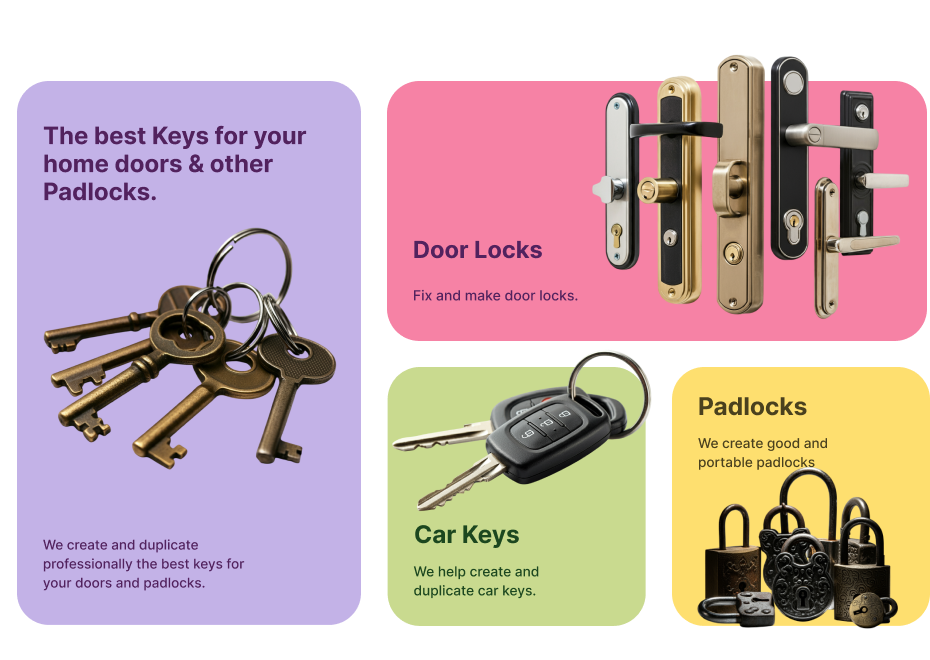 The best Keys for your
home doors & other
Padlocks.
We create and duplicate
professionally the best keys for
your doors and padlocks.
Door Locks
Fix and make door locks.
Car Keys
We help create and
duplicate car keys.
Padlocks
We create good and
portable padlocks